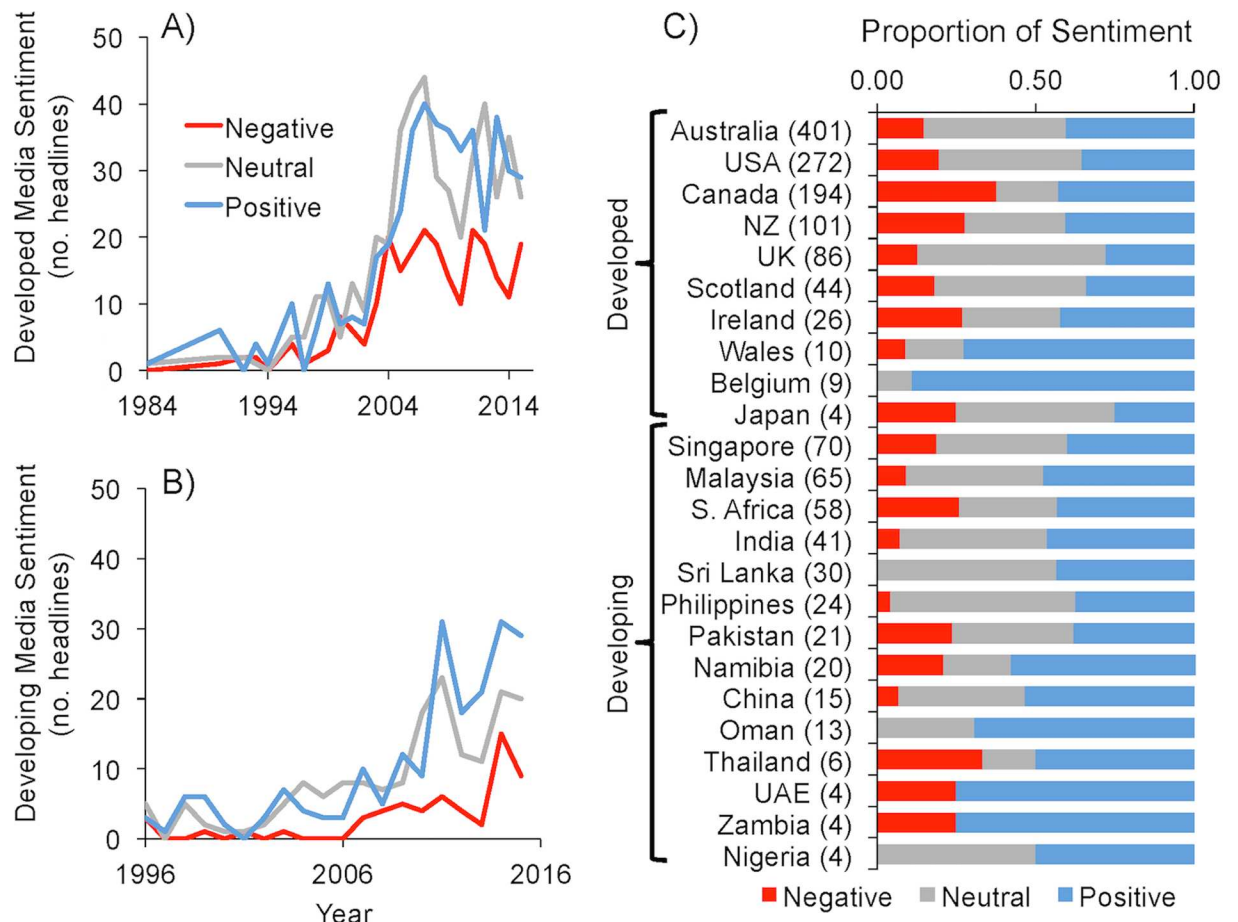 A)
Developed Media Sentiment
(no. headlines)
50
40
30
20
10
0
1984
1994
2004
2014
Negative
Neutral
Positive
B)
Developing Media Sentiment
(no. headlines)
50
40
30
20
10
0
1996
2006
2016
Year
C)
Proportion of Sentiment
0.00
0.50
1.00
Developed
Australia (401)
USA (272)
Canada (194)
NZ (101)
UK (86)
Scotland (44)
Ireland (26)
Wales (10)
Belgium (9)
Japan (4)
Developing
Singapore (70)
Malaysia (65)
S. Africa (58)
India (41)
Sri Lanka (30)
Philippines (24)
Pakistan (21)
Namibia (20)
China (15)
Oman (13)
Thailand (6)
UAE (4)
Zambia (4)
Nigeria (4)
Negative
Neutral
Positive